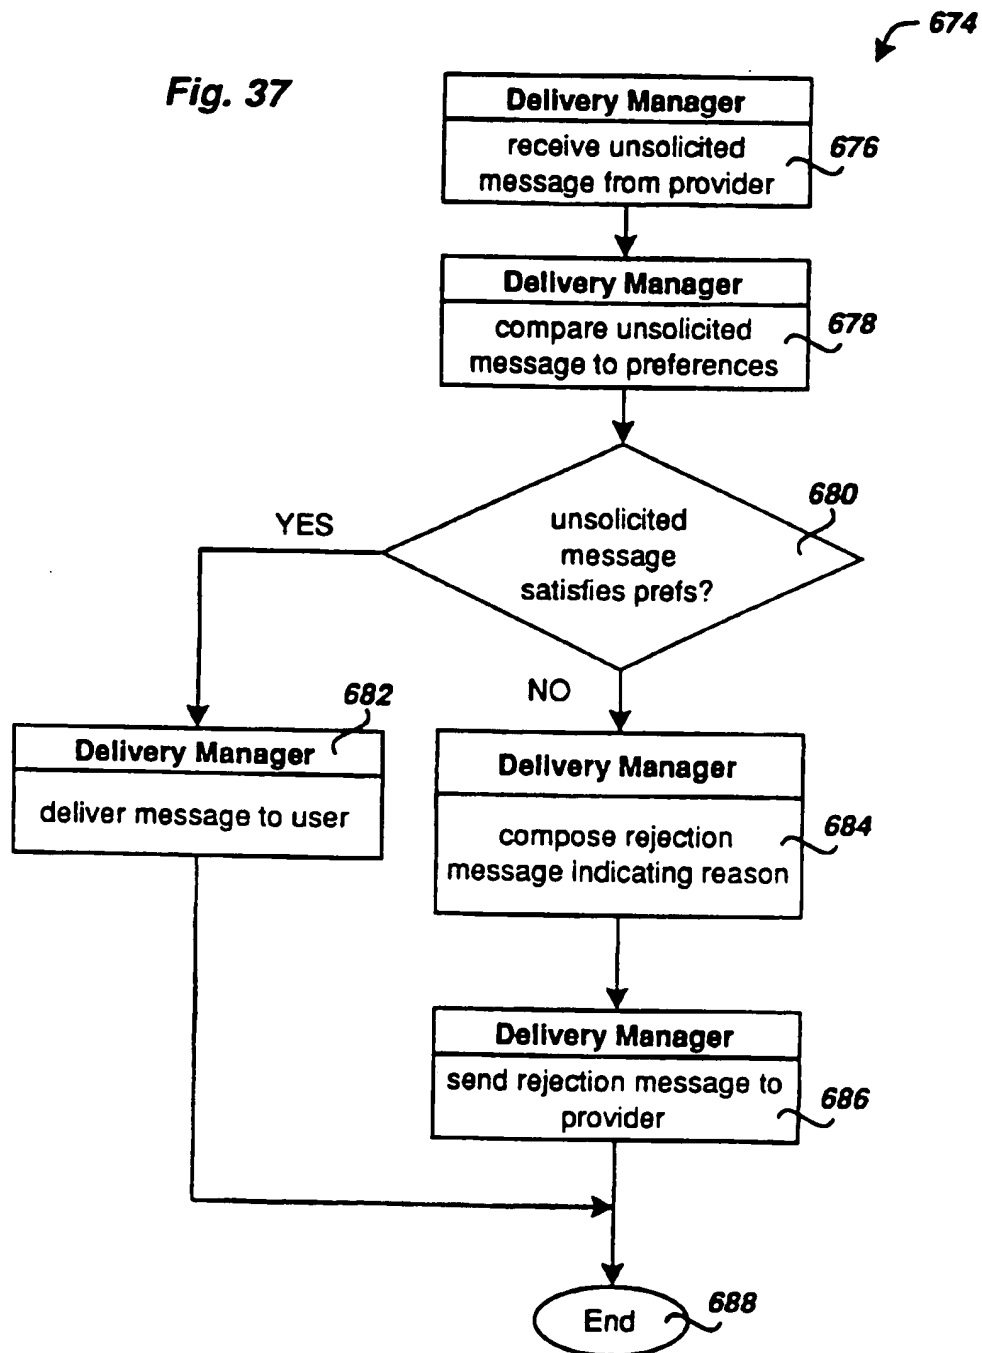 674
Fig. 37
Delivery Manager
receive unsolicited
message from provider
676
Delivery Manager
compare unsolicited
message to preferences
678
unsolicited
message
satisfies prefs?
680
YES
NO
682
Delivery Manager
deliver message to user
Delivery Manager
compose rejection
message indicating reason
684
Delivery Manager
send rejection message to
provider
686
End
688